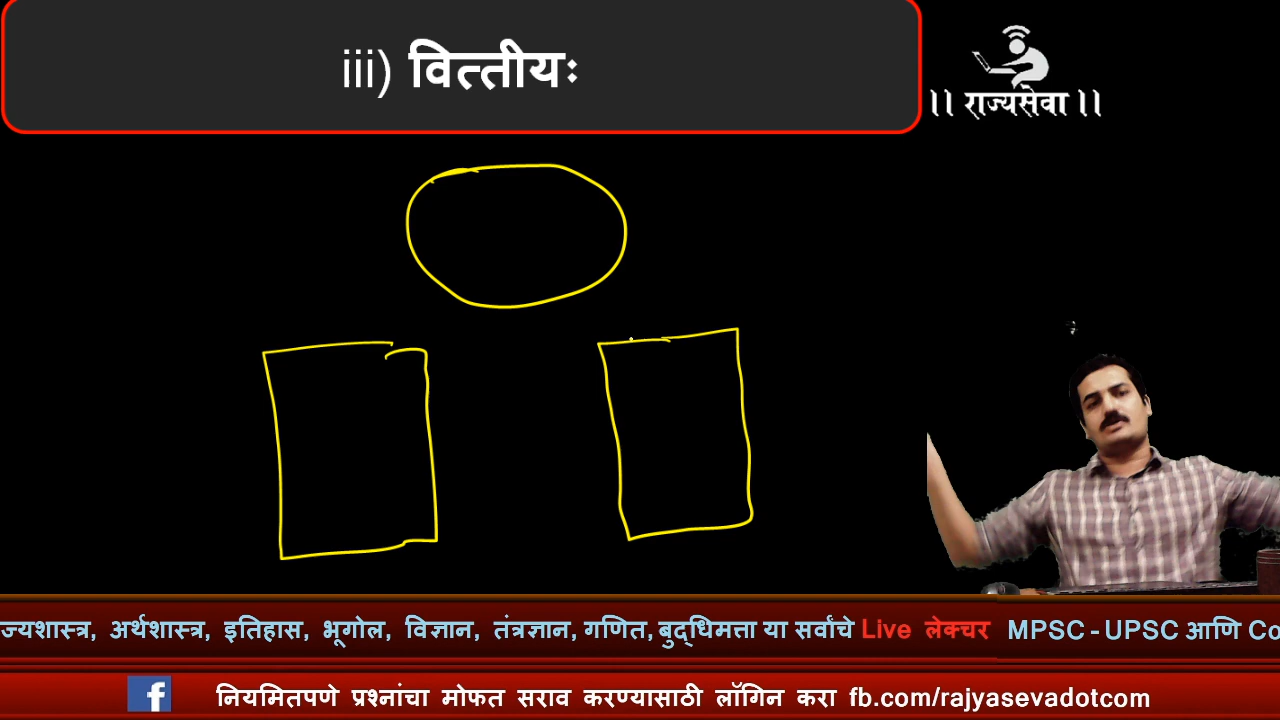 iii) वित्तीयः
।। राज्यसेवा ।।
ज्यशास्त्र, अर्थशास्त्र, इतिहास, भूगोल, विज्ञान, तंत्रज्ञान, गणित, बुद्धिमत्ता या सर्वांचे Live लेक्चर MPSC - UPSC आणि Co
f नियमितपणे प्रश्नांचा मोफत सराव करण्यासाठी लॉगिन करा fb.com/rajyasevadotcom